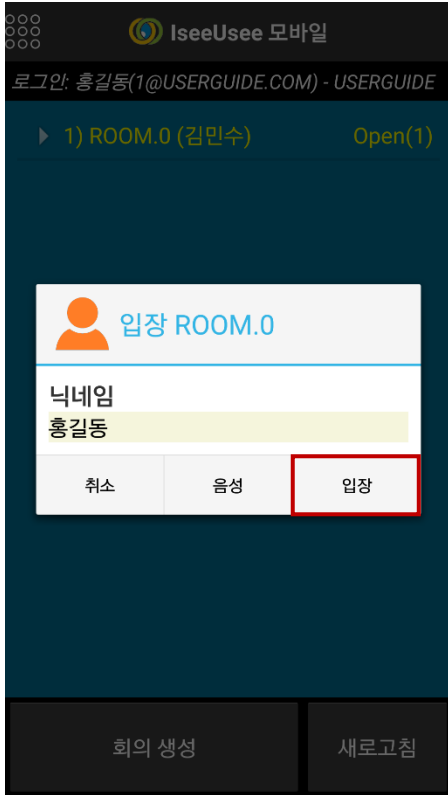 IseeUsee 모바일
로그인: 홍길동(1@USERGUIDE.COM) - USERGUIDE
1) ROOM.0 (김민수) Open(1)
입장 ROOM.0
닉네임
홍길동
취소 음성 입장
회의 생성 새로고침